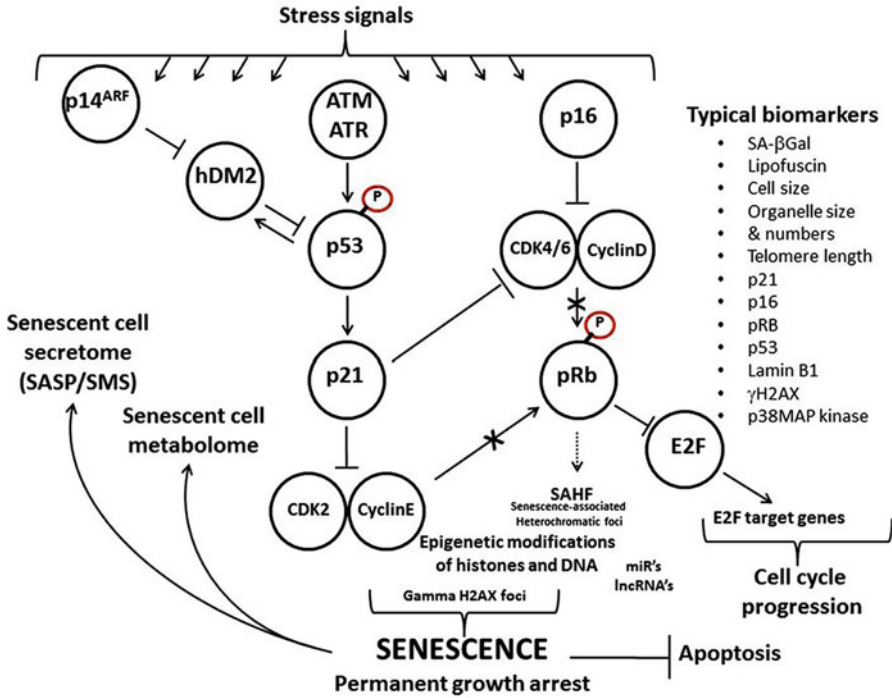 Stress signals
p14ARF
ATM
ATR
p16
hDM2
P
p53
CDK4/6
CyclinD
P
p21
pRb
E2F
CDK2
CyclinE
Typical biomarkers
• SA-βGal
• Lipofuscin
• Cell size
• Organelle size
• & numbers
• Telomere length
• p21
• p16
• pRB
• p53
• Lamin B1
• γH2AX
• p38MAP kinase
Senescent cell
secretome
(SASP/SMS)
Senescent cell
metabolome
SAHF
Senescence-associated
Heterochromatic foci
Epigenetic modifications
of histones and DNA
miR's
lncRNA's
Gamma H2AX foci
E2F target genes
Cell cycle
progression
SENESCENCE
Permanent growth arrest
Apoptosis